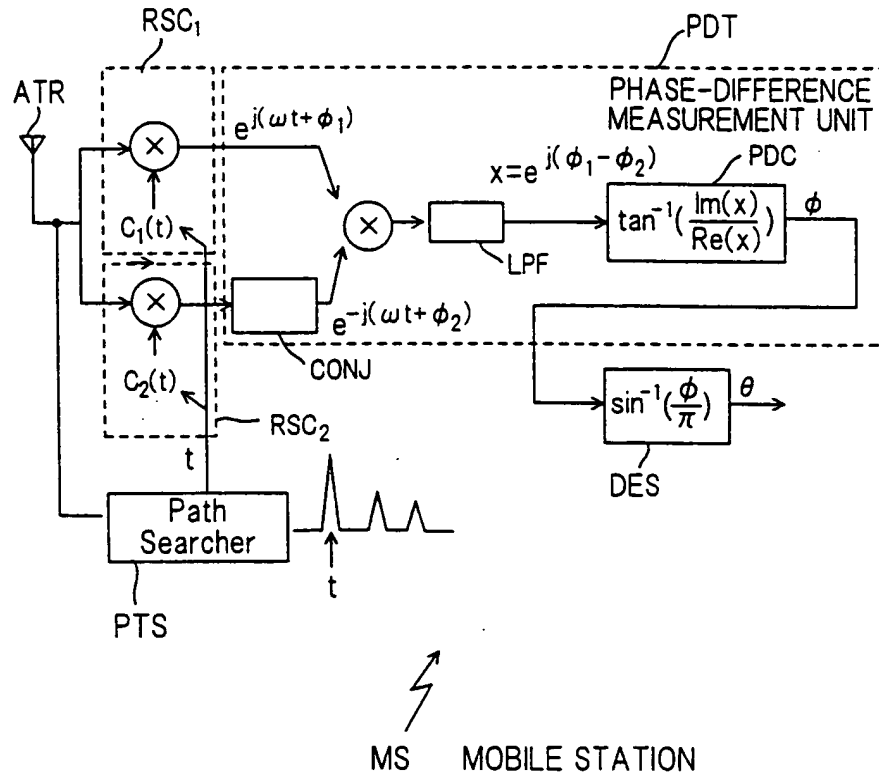 RSC₁
PDT
ATR
PHASE-DIFFERENCE
MEASUREMENT UNIT
e^j(ωt+ϕ₁)
x=e^j(ϕ₁-ϕ₂)
PDC
×
C₁(t)
×
LPF
tan⁻¹(Im(x)/Re(x))
ϕ
×
e^-j(ωt+ϕ₂)
CONJ
C₂(t)
RSC₂
sin⁻¹(ϕ/π)
θ
DES
t
Path
Searcher
t
PTS
MS MOBILE STATION